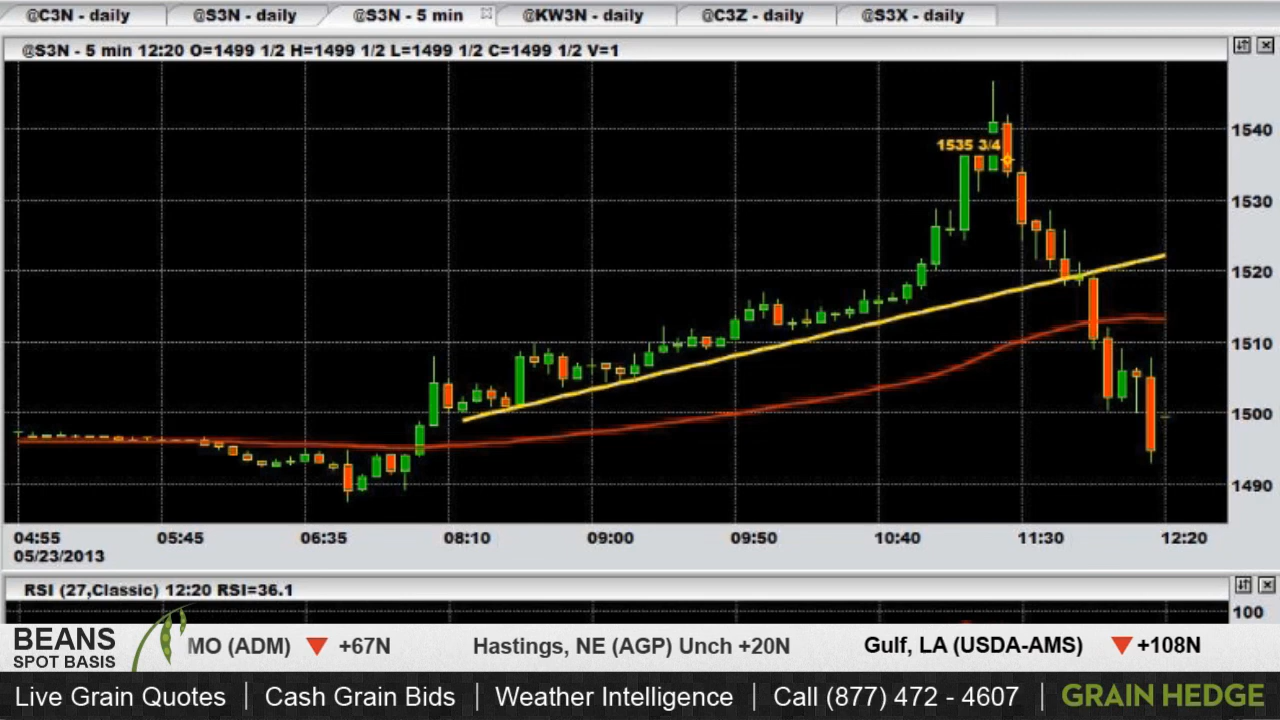 @C3N - daily @S3N - daily @S3N - 5 min @KW3N - daily @C3Z - daily @S3X - daily
@S3N - 5 min 12:20 O=1499 1/2 H=1499 1/2 L=1499 1/2 C=1499 1/2 V=1
1540
1535 3/4
1530
1520
1510
1500
1490
04:55 05:45 06:35 08:10 09:00 09:50 10:40 11:30 12:20
05/23/2013
RSI (27,Classic) 12:20 RSI=36.1
100
BEANS
SPOT BASIS
MO (ADM) +67N Hastings, NE (AGP) Unch +20N Gulf, LA (USDA-AMS) +108N
Live Grain Quotes | Cash Grain Bids | Weather Intelligence | Call (877) 472 - 4607 | GRAIN HEDGE